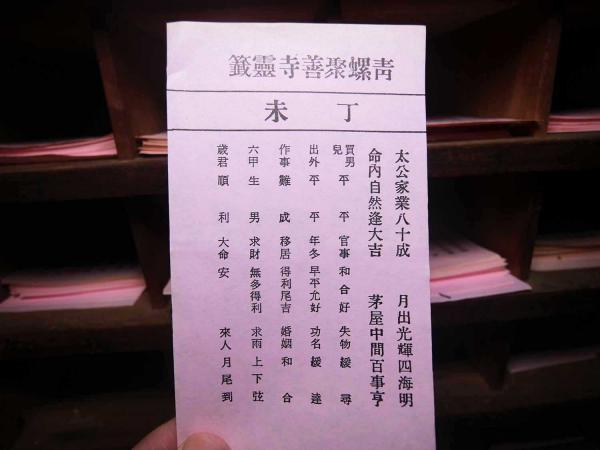 青螺聚善寺靈籤
丁未
太公家業八十成 月出光輝四海明
命內自然逢大吉 茅屋中間百事亨
買男兒 平平 官事 和合好 失物 緩尋
出外 平平 年冬 早平尤好 功名 緩達
作事 難成 移居 得利尾吉 婚姻 和合
六甲 生男 求財 無多得利 求雨 上下弦
歲君 順利 大命 安 來人 月尾到